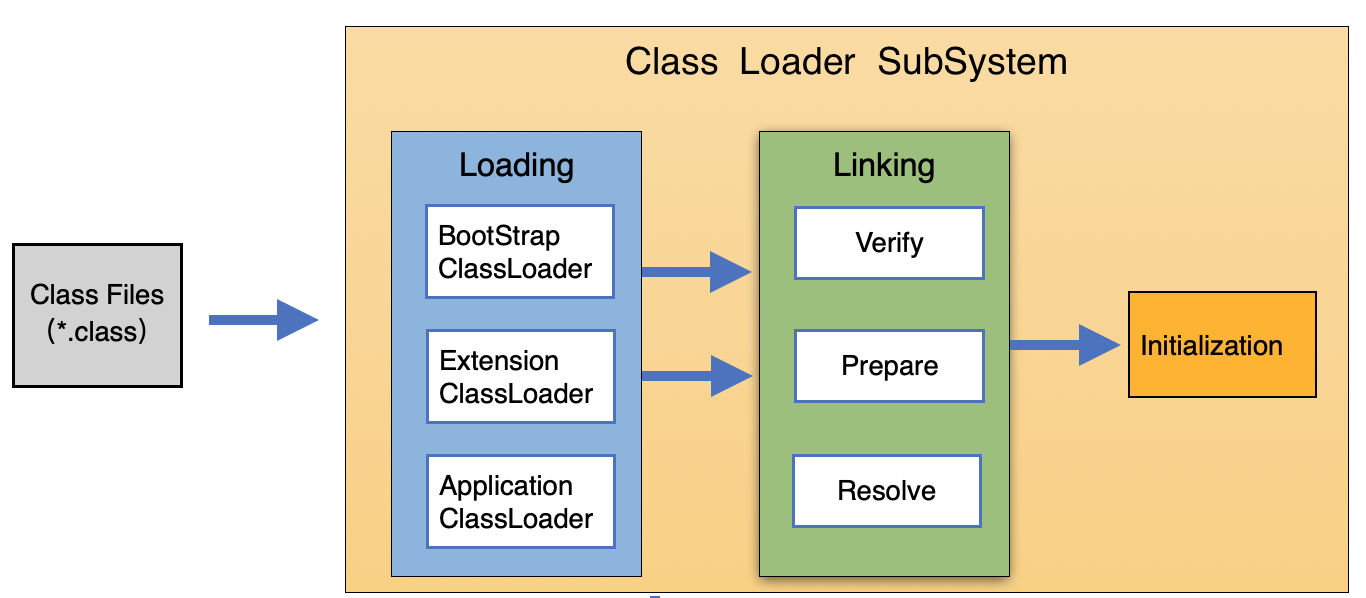 Class Loader SubSystem
Class Files
(*.class)
Loading
BootStrap
ClassLoader
Extension
ClassLoader
Application
ClassLoader
Linking
Verify
Prepare
Resolve
Initialization